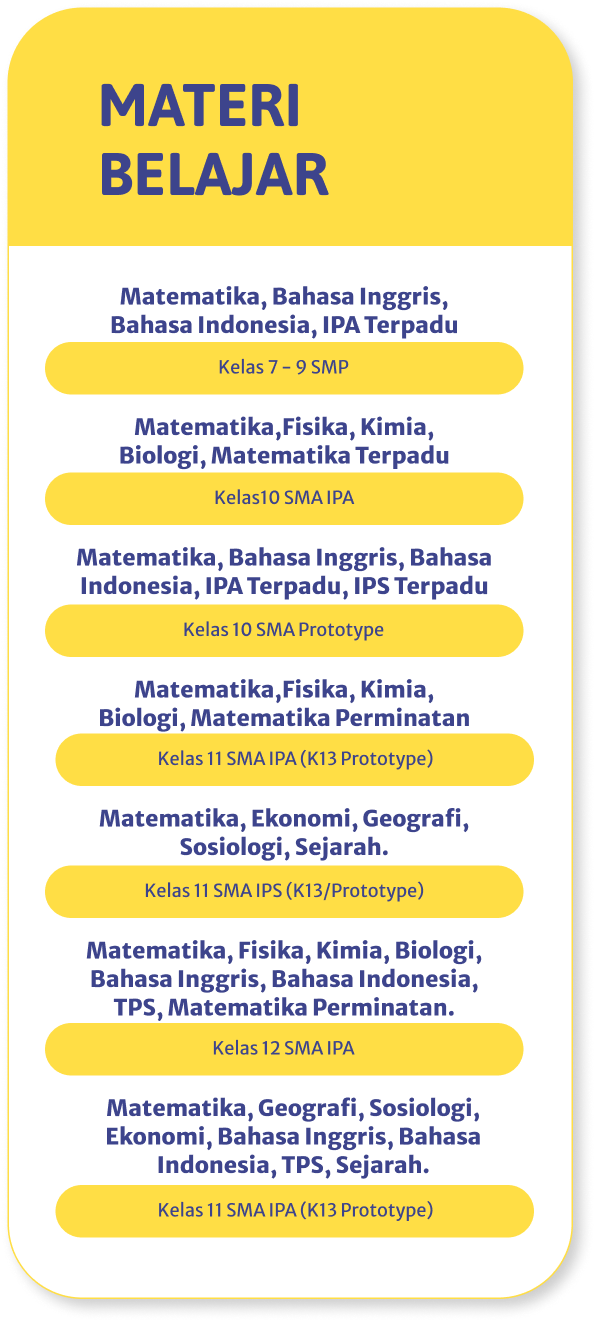 MATERI
BELAJAR
Matematika, Bahasa Inggris,
Bahasa Indonesia, IPA Terpadu
Kelas 7 - 9 SMP
Matematika,Fisika, Kimia,
Biologi, Matematika Terpadu
Kelas10 SMA IPA
Matematika, Bahasa Inggris, Bahasa
Indonesia, IPA Terpadu, IPS Terpadu
Kelas 10 SMA Prototype
Matematika,Fisika, Kimia,
Biologi, Matematika Perminatan
Kelas 11 SMA IPA (K13 Prototype)
Matematika, Ekonomi, Geografi,
Sosiologi, Sejarah.
Kelas 11 SMA IPS (K13/Prototype)
Matematika, Fisika, Kimia, Biologi,
Bahasa Inggris, Bahasa Indonesia,
TPS, Matematika Perminatan.
Kelas 12 SMA IPA
Matematika, Geografi, Sosiologi,
Ekonomi, Bahasa Inggris, Bahasa
Indonesia, TPS, Sejarah.
Kelas 11 SMA IPA (K13 Prototype)